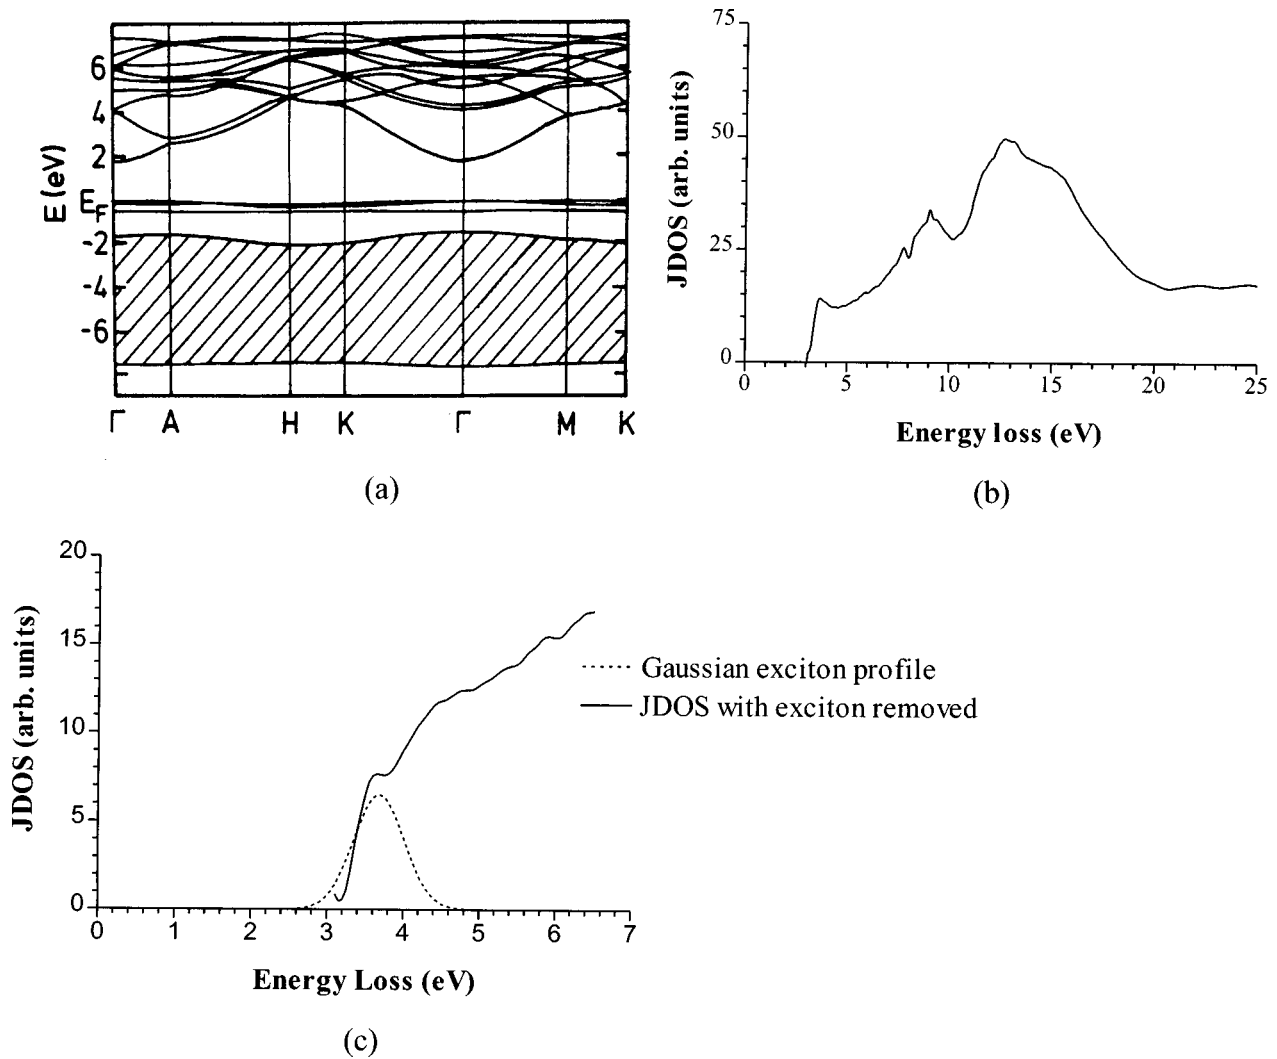 6
4
2
E_F
-2
-4
-6
E (eV)
Γ A H K Γ M K
(a)
75
50
25
0
JDOS (arb. units)
0 5 10 15 20 25
Energy loss (eV)
(b)
20
15
10
5
0
JDOS (arb. units)
Gaussian exciton profile
JDOS with exciton removed
0 1 2 3 4 5 6 7
Energy Loss (eV)
(c)